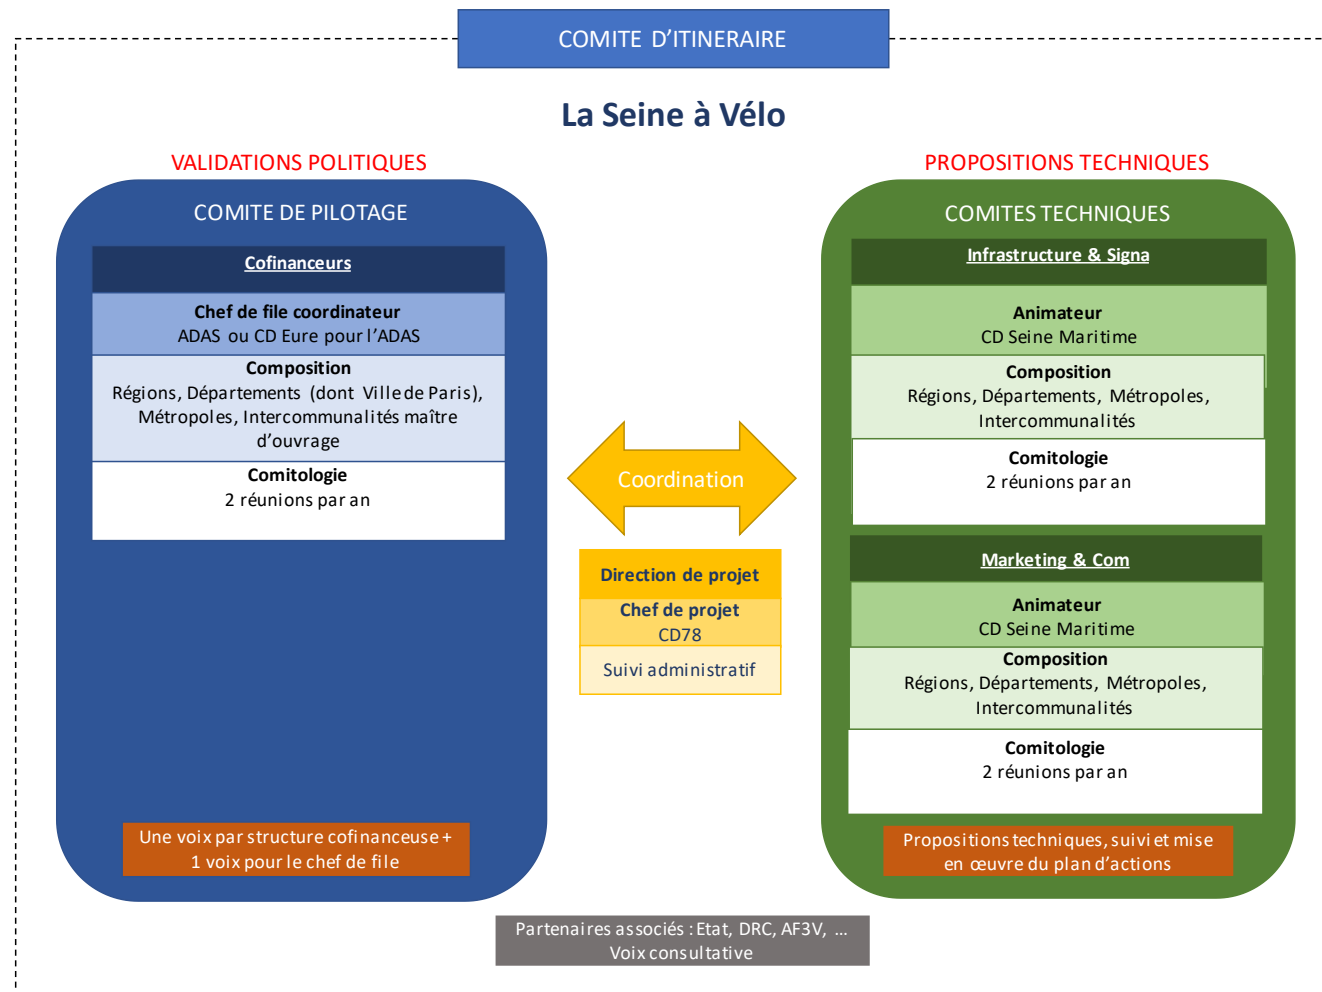 COMITE D'ITINERAIRE
La Seine à Vélo
VALIDATIONS POLITIQUES
COMITE DE PILOTAGE
Cofinanceurs
Chef de file coordinateur
ADAS ou CD Eure pour l'ADAS
Composition
Régions, Départements (dont Ville de Paris),
Métropoles, Intercommunalités maître
d'ouvrage
Comitologie
2 réunions par an
Une voix par structure cofinanceuse +
1 voix pour le chef de file
Coordination
Direction de projet
Chef de projet
CD78
Suivi administratif
PROPOSITIONS TECHNIQUES
COMITES TECHNIQUES
Infrastructure & Signa
Animateur
CD Seine Maritime
Composition
Régions, Départements, Métropoles,
Intercommunalités
Comitologie
2 réunions par an
Marketing & Com
Animateur
CD Seine Maritime
Composition
Régions, Départements, Métropoles,
Intercommunalités
Comitologie
2 réunions par an
Propositions techniques, suivi et mise
en œuvre du plan d'actions
Partenaires associés : Etat, DRC, AF3V, ...
Voix consultative